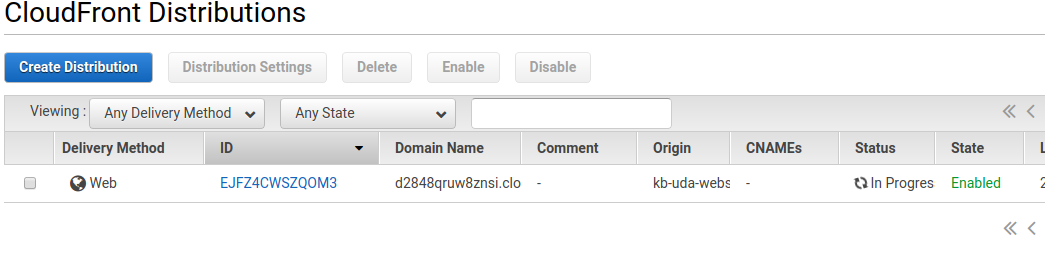 CloudFront Distributions
Create Distribution Distribution Settings Delete Enable Disable
Viewing : Any Delivery Method Any State
Delivery Method ID Domain Name Comment Origin CNAMEs Status State L
Web EJFZ4CWSZQOM3 d2848qruw8znsi.clo - kb-uda-webs - In Progres Enabled 2